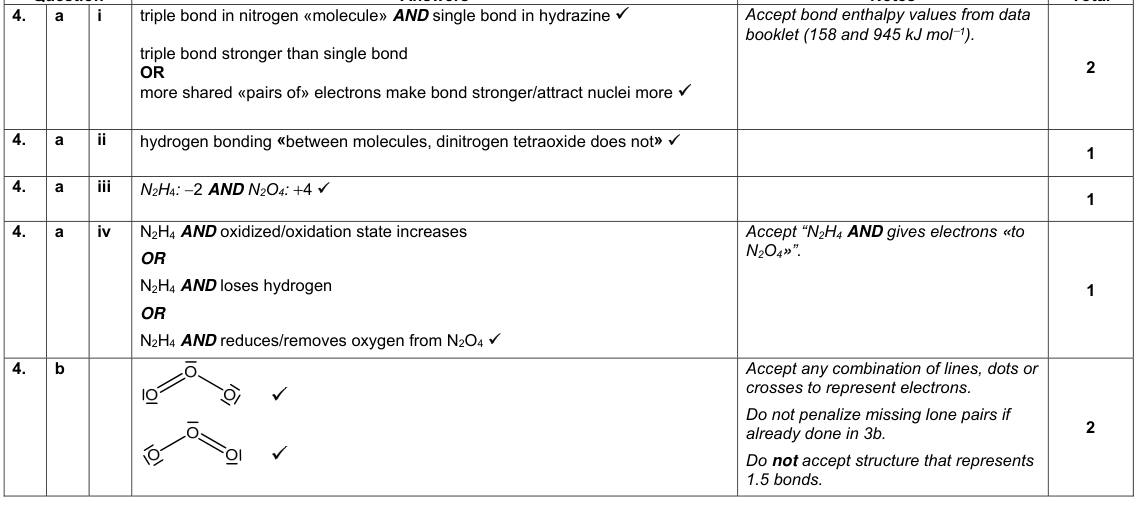 4. a i triple bond in nitrogen «molecule» AND single bond in hydrazine ✓ Accept bond enthalpy values from data
booklet (158 and 945 kJ mol⁻¹).
triple bond stronger than single bond
OR
2
more shared «pairs of» electrons make bond stronger/attract nuclei more ✓
4. a ii hydrogen bonding «between molecules, dinitrogen tetraoxide does not» ✓
1
4. a iii N₂H₄: −2 AND N₂O₄: +4 ✓
1
4. a iv N₂H₄ AND oxidized/oxidation state increases Accept “N₂H₄ AND gives electrons «to
N₂O₄»”.
OR
N₂H₄ AND loses hydrogen
1
OR
N₂H₄ AND reduces/removes oxygen from N₂O₄ ✓
4. b Accept any combination of lines, dots or
crosses to represent electrons.
O
O O ✓
Do not penalize missing lone pairs if
already done in 3b.
2
O
O O ✓
Do not accept structure that represents
1.5 bonds.